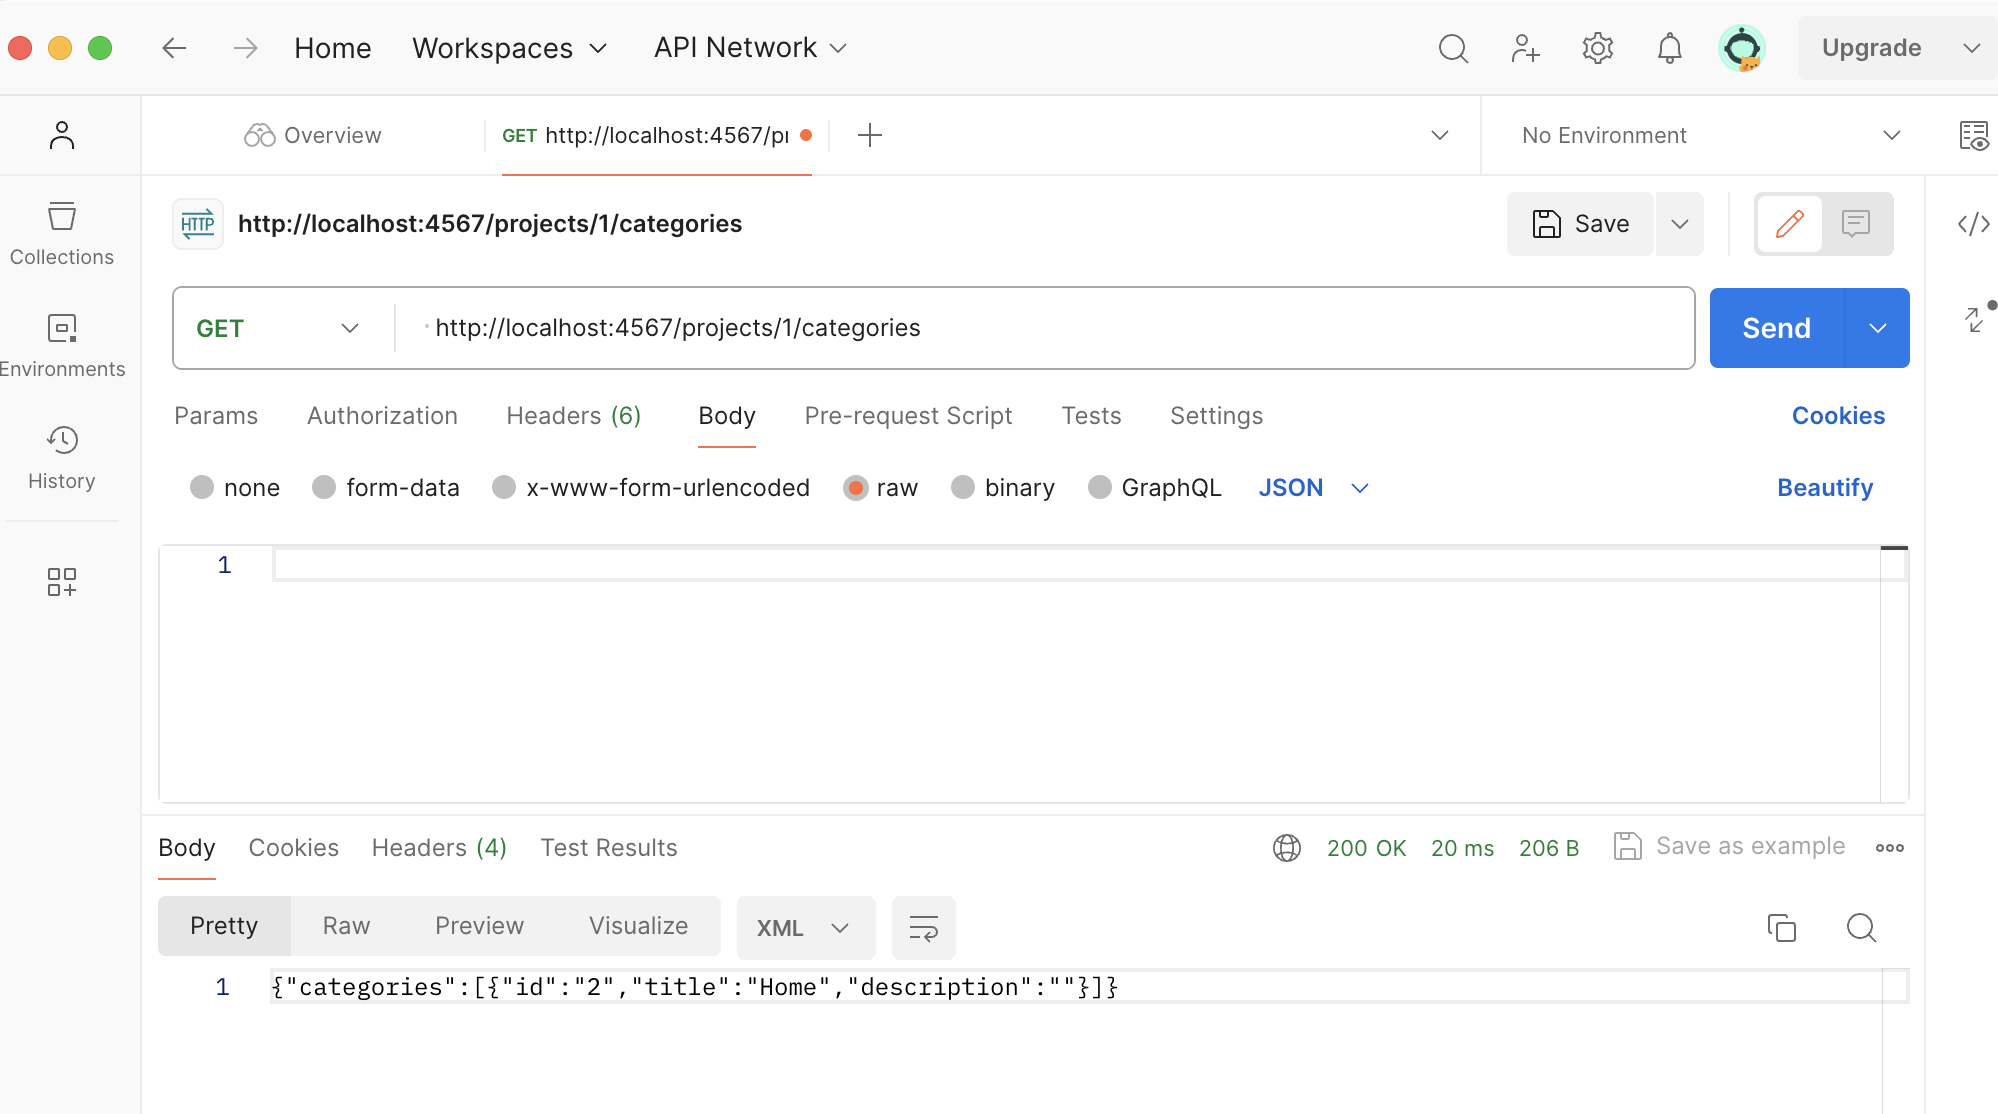 Home Workspaces API Network Upgrade
Overview GET http://localhost:4567/pr No Environment
HTTP http://localhost:4567/projects/1/categories Save
Collections
GET http://localhost:4567/projects/1/categories Send
Environments
Params Authorization Headers (6) Body Pre-request Script Tests Settings Cookies
History
none form-data x-www-form-urlencoded raw binary GraphQL JSON Beautify
1
Body Cookies Headers (4) Test Results 200 OK 20 ms 206 B Save as example
Pretty Raw Preview Visualize XML
1 {"categories":[{"id":"2","title":"Home","description":""}]}